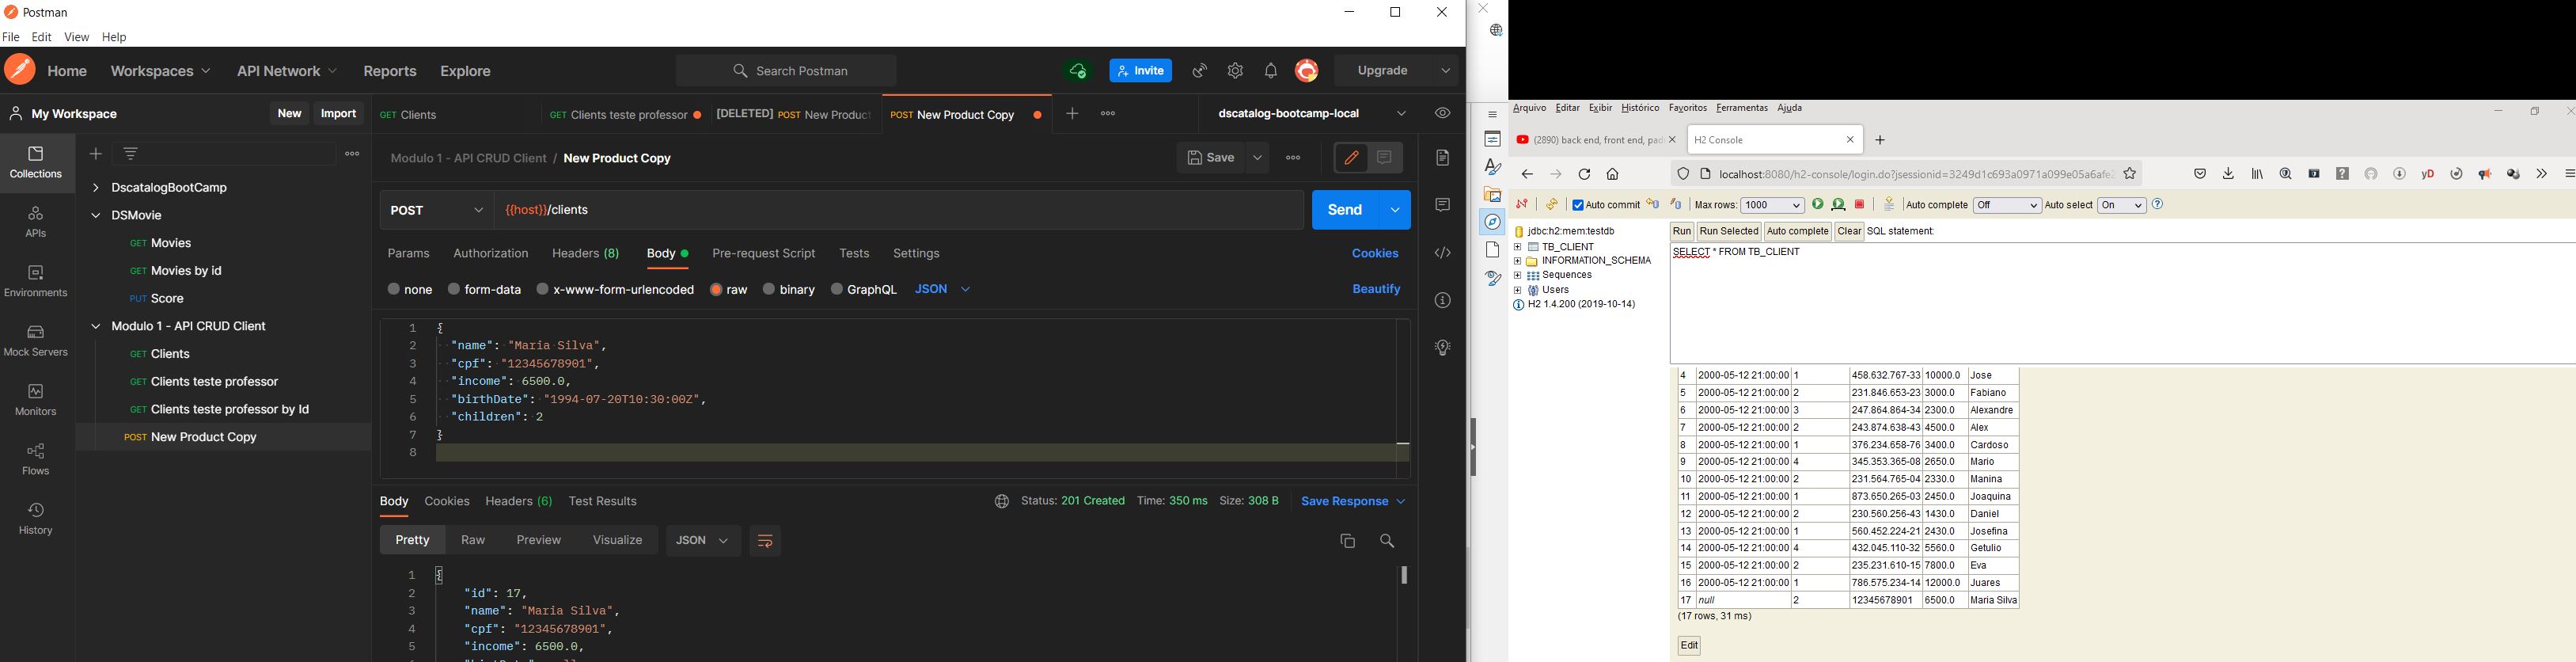 Postman
File Edit View Help
Home Workspaces API Network Reports Explore
Search Postman
Invite
Upgrade
My Workspace
New Import
GET Clients
GET Clients teste professor
[DELETED] POST New Product
POST New Product Copy
dscatalog-bootcamp-local
Collections
APIs
Environments
Mock Servers
Monitors
Flows
History
DscatalogBootCamp
DSMovie
GET Movies
GET Movies by id
PUT Score
Modulo 1 - API CRUD Client
GET Clients
GET Clients teste professor
GET Clients teste professor by Id
POST New Product Copy
Modulo 1 - API CRUD Client / New Product Copy
Save
POST {{host}}/clients
Send
Params Authorization Headers (8) Body Pre-request Script Tests Settings
Cookies
none form-data x-www-form-urlencoded raw binary GraphQL JSON
Beautify
1 {
2 "name": "Maria Silva",
3 "cpf": "12345678901",
4 "income": 6500.0,
5 "birthDate": "1994-07-20T10:30:00Z",
6 "children": 2
7 }
8
Body Cookies Headers (6) Test Results
Status: 201 Created Time: 350 ms Size: 308 B Save Response
Pretty Raw Preview Visualize JSON
1 {
2 "id": 17,
3 "name": "Maria Silva",
4 "cpf": "12345678901",
5 "income": 6500.0,
Arquivo Editar Exibir Histórico Favoritos Ferramentas Ajuda
(2890) back end, front end, pad
H2 Console
localhost:8080/h2-console/login.do?jsessionid=3249d1c693a0971a099e05a6afe
Auto commit Max rows: 1000 Auto complete Off Auto select On
jdbc:h2:mem:testdb
TB_CLIENT
INFORMATION_SCHEMA
Sequences
Users
H2 1.4.200 (2019-10-14)
Run Run Selected Auto complete Clear SQL statement:
SELECT * FROM TB_CLIENT
4 2000-05-12 21:00:00 1 458.632.767-33 10000.0 Jose
5 2000-05-12 21:00:00 2 231.846.653-23 3000.0 Fabiano
6 2000-05-12 21:00:00 3 247.864.864-34 2300.0 Alexandre
7 2000-05-12 21:00:00 2 243.874.638-43 4500.0 Alex
8 2000-05-12 21:00:00 1 376.234.658-76 3400.0 Cardoso
9 2000-05-12 21:00:00 4 345.353.365-08 2650.0 Mario
10 2000-05-12 21:00:00 2 231.564.765-04 2330.0 Manina
11 2000-05-12 21:00:00 1 873.650.265-03 2450.0 Joaquina
12 2000-05-12 21:00:00 2 230.560.256-43 1430.0 Daniel
13 2000-05-12 21:00:00 1 560.452.224-21 2430.0 Josefina
14 2000-05-12 21:00:00 4 432.045.110-32 5560.0 Getulio
15 2000-05-12 21:00:00 2 235.231.610-15 7800.0 Eva
16 2000-05-12 21:00:00 1 786.575.234-14 12000.0 Juares
17 null 2 12345678901 6500.0 Maria Silva
(17 rows, 31 ms)
Edit